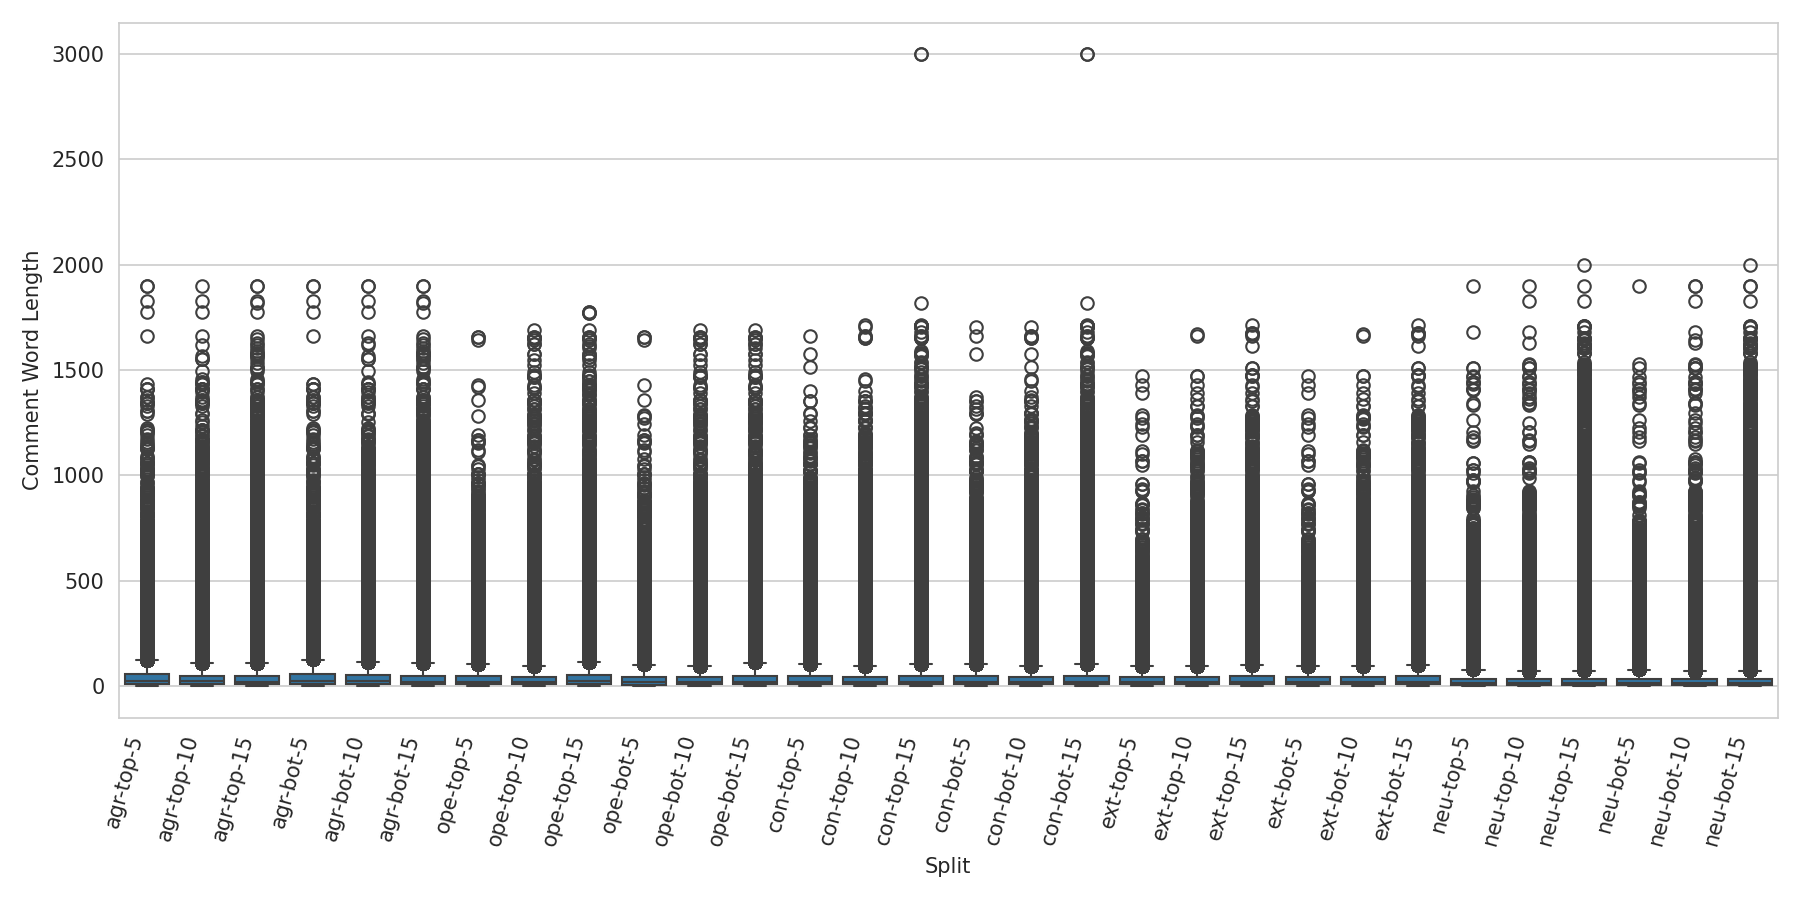 3000
2500
2000
1500
1000
500
0
Comment Word Length
agr-top-5
agr-top-10
agr-top-15
agr-bot-5
agr-bot-10
agr-bot-15
ope-top-5
ope-top-10
ope-top-15
ope-bot-5
ope-bot-10
ope-bot-15
con-top-5
con-top-10
con-top-15
con-bot-5
con-bot-10
con-bot-15
ext-top-5
ext-top-10
ext-top-15
ext-bot-5
ext-bot-10
ext-bot-15
neu-top-5
neu-top-10
neu-top-15
neu-bot-5
neu-bot-10
neu-bot-15
Split